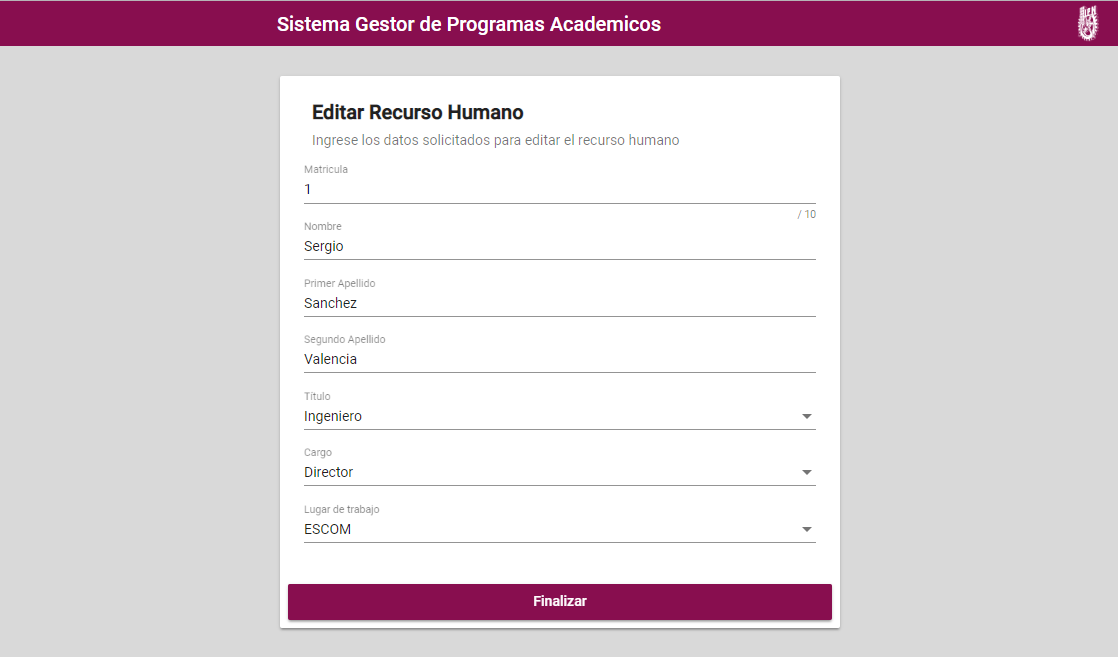 Sistema Gestor de Programas Academicos
Editar Recurso Humano
Ingrese los datos solicitados para editar el recurso humano
Matricula
1
/ 10
Nombre
Sergio
Primer Apellido
Sanchez
Segundo Apellido
Valencia
Título
Ingeniero
Cargo
Director
Lugar de trabajo
ESCOM
Finalizar